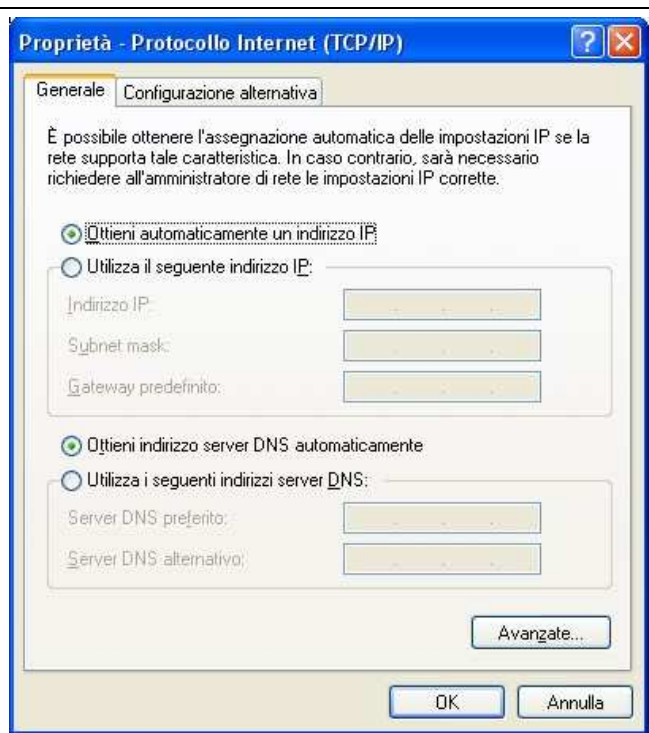 Proprietà - Protocollo Internet (TCP/IP)
Generale
Configurazione alternativa
È possibile ottenere l'assegnazione automatica delle impostazioni IP se la
rete supporta tale caratteristica. In caso contrario, sarà necessario
richiedere all'amministratore di rete le impostazioni IP corrette.
Ottieni automaticamente un indirizzo IP
Utilizza il seguente indirizzo IP:
Indirizzo IP:
Subnet mask:
Gateway predefinito:
Ottieni indirizzo server DNS automaticamente
Utilizza i seguenti indirizzi server DNS:
Server DNS preferito:
Server DNS alternativo:
Avanzate...
OK
Annulla